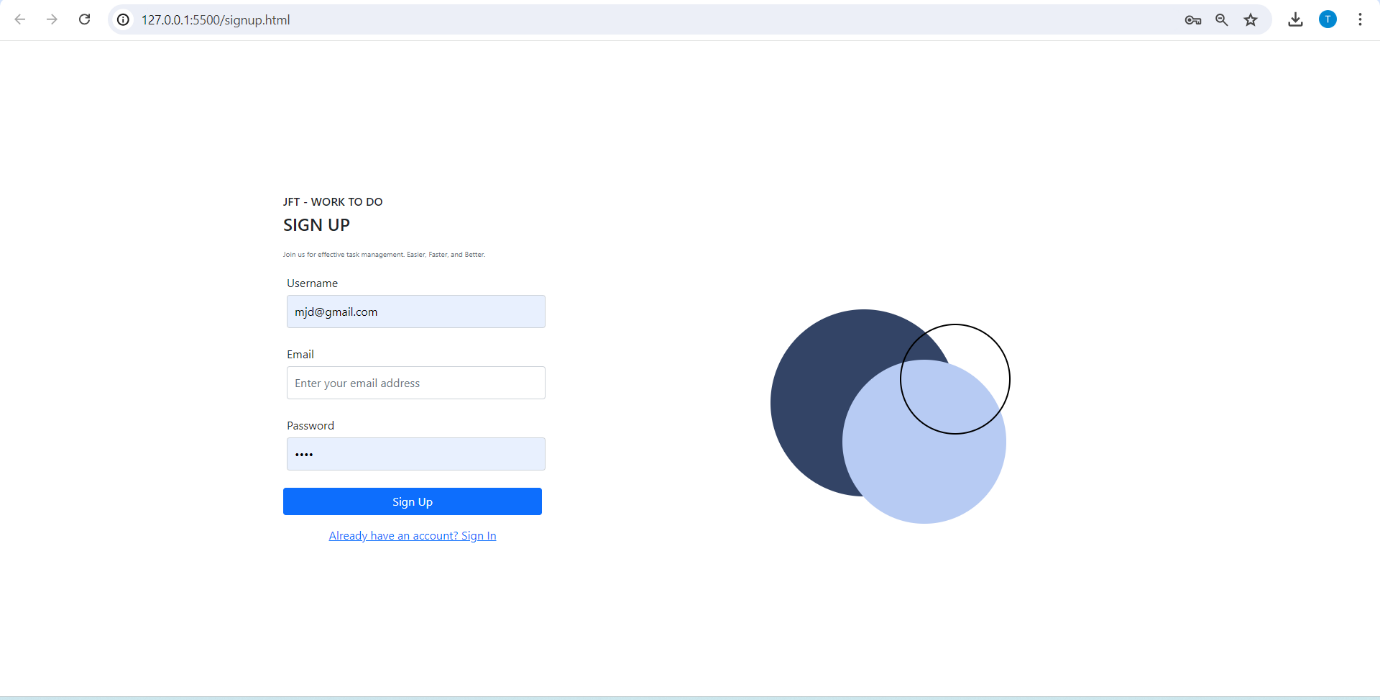 127.0.0.1:5500/signup.html
T
JFT - WORK TO DO
SIGN UP
Join us for effective task management. Easier, Faster, and Better.
Username
mjd@gmail.com
Email
Enter your email address
Password
••••
Sign Up
Already have an account? Sign In